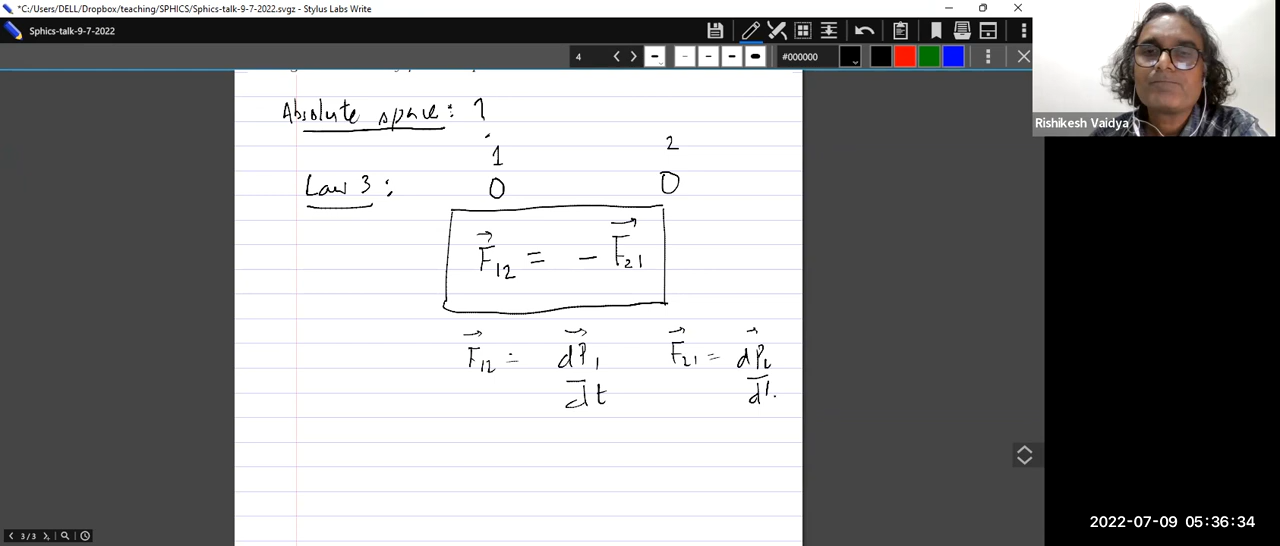 *C:/Users/DELL/Dropbox/teaching/SPHICS/Sphics-talk-9-7-2022.svgz - Stylus Labs Write
Sphics-talk-9-7-2022
4
#000000
Rishikesh Vaidya
Absolute space: ?
1 2
Law 3: O O
F⃗₁₂ = - F⃗₂₁
F⃗₁₂ = dP⃗₁ F⃗₂₁ = dP⃗₂
dt
2022-07-09 05:36:34
3/3